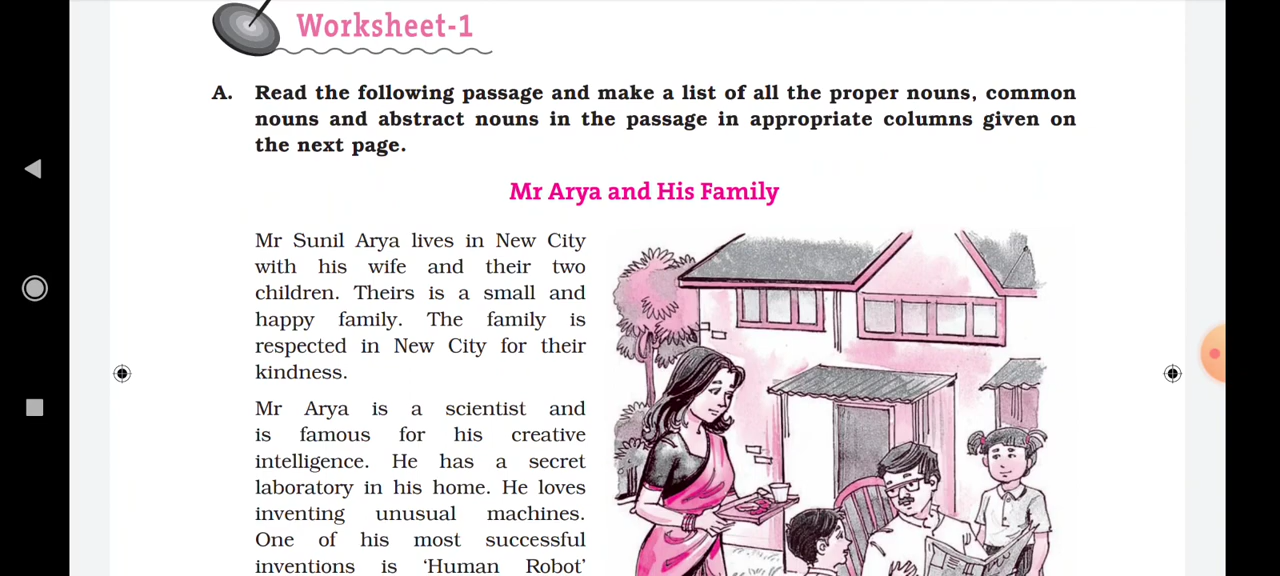 Worksheet-1
A. Read the following passage and make a list of all the proper nouns, common
nouns and abstract nouns in the passage in appropriate columns given on
the next page.
Mr Arya and His Family
Mr Sunil Arya lives in New City
with his wife and their two
children. Theirs is a small and
happy family. The family is
respected in New City for their
kindness.
Mr Arya is a scientist and
is famous for his creative
intelligence. He has a secret
laboratory in his home. He loves
inventing unusual machines.
One of his most successful
inventions is ‘Human Robot’